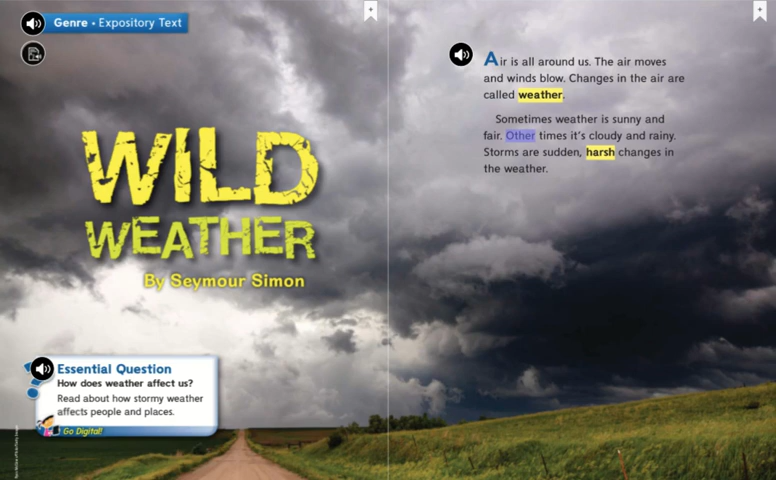 Genre • Expository Text
WILD
WEATHER
By Seymour Simon
Essential Question
How does weather affect us?
Read about how stormy weather
affects people and places.
Go Digital!
Air is all around us. The air moves
and winds blow. Changes in the air are
called weather.
Sometimes weather is sunny and
fair. Other times it's cloudy and rainy.
Storms are sudden, harsh changes in
the weather.